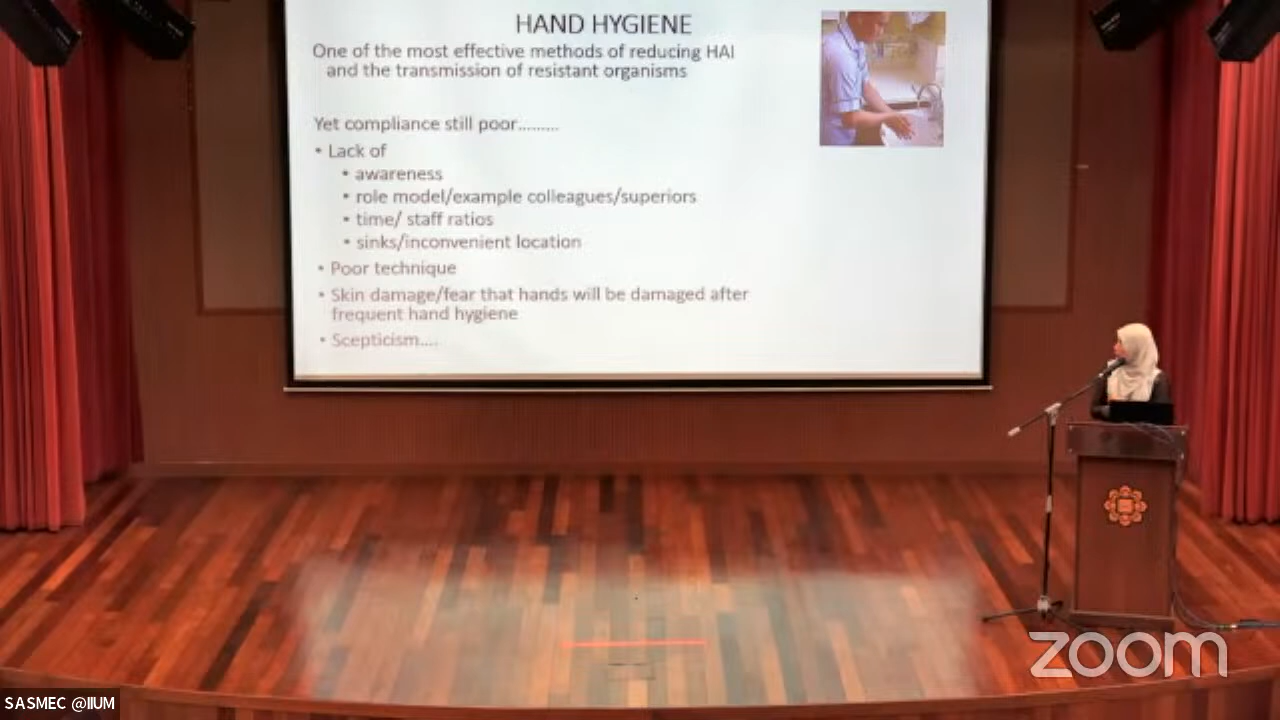 HAND HYGIENE
One of the most effective methods of reducing HAI
and the transmission of resistant organisms
Yet compliance still poor.........
• Lack of
• awareness
• role model/example colleagues/superiors
• time/ staff ratios
• sinks/inconvenient location
• Poor technique
• Skin damage/fear that hands will be damaged after
frequent hand hygiene
• Scepticism....
zoom
SASMEC @IIUM